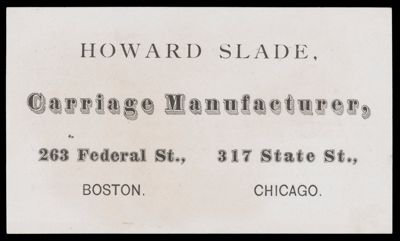 HOWARD SLADE,
Carriage Manufacturer,
263 Federal St., 317 State St.,
BOSTON. CHICAGO.